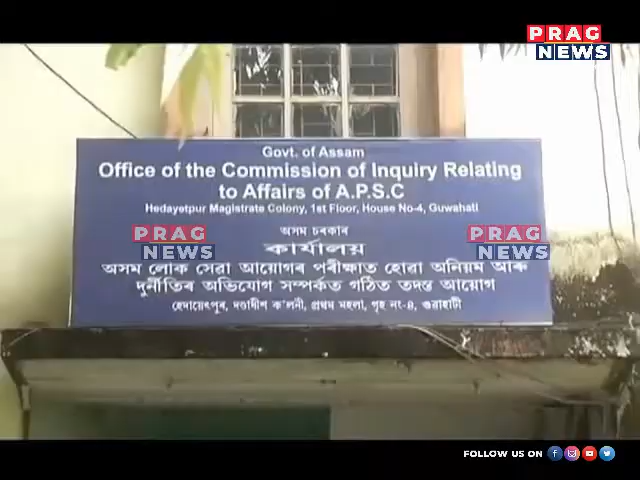 PRAG
NEWS
Govt. of Assam
Office of the Commission of Inquiry Relating
to Affairs of A.P.S.C
Hedayetpur Magistrate Colony, 1st Floor, House No-4, Guwahati
অসম চৰকাৰ
কাৰ্যালয়
অসম লোক সেৱা আয়োগৰ পৰীক্ষাত হোৱা অনিয়ম আৰু
দুৰ্নীতিৰ অভিযোগ সম্পৰ্কত গঠিত তদন্ত আয়োগ
হেদায়েৎপুৰ, দণ্ডাধীশ ক'লনী, প্ৰথম মহলা, গৃহ নং-৪, গুৱাহাটী
PRAG
NEWS
PRAG
NEWS
FOLLOW US ON